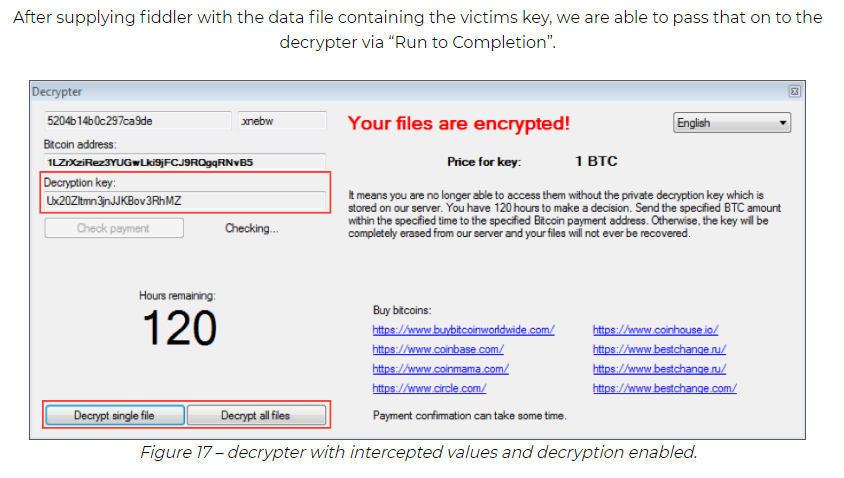 After supplying fiddler with the data file containing the victims key, we are able to pass that on to the
decrypter via “Run to Completion”.
Decrypter
5204b14b0c297ca9de
xnebw
Your files are encrypted!
English
Bitcoin address:
1LZrXziRez3YUGwLki9jFCJ9RQgqRNvB5
Price for key:
1 BTC
Decryption key:
Ux20ZItmn3jnJJKBov3RhMZ
It means you are no longer able to access them without the private decryption key which is
stored on our server. You have 120 hours to make a decision. Send the specified BTC amount
within the specified time to the specified Bitcoin payment address. Otherwise, the key will be
completely erased from our server and your files will not ever be recovered.
Check payment
Checking...
Hours remaining:
120
Buy bitcoins:
https://www.buybitcoinworldwide.com/
https://www.coinhouse.io/
https://www.coinbase.com/
https://www.bestchange.ru/
https://www.coinmama.com/
https://www.bestchange.ru/
https://www.circle.com/
https://www.bestchange.com/
Decrypt single file
Decrypt all files
Payment confirmation can take some time.
Figure 17 – decrypter with intercepted values and decryption enabled.